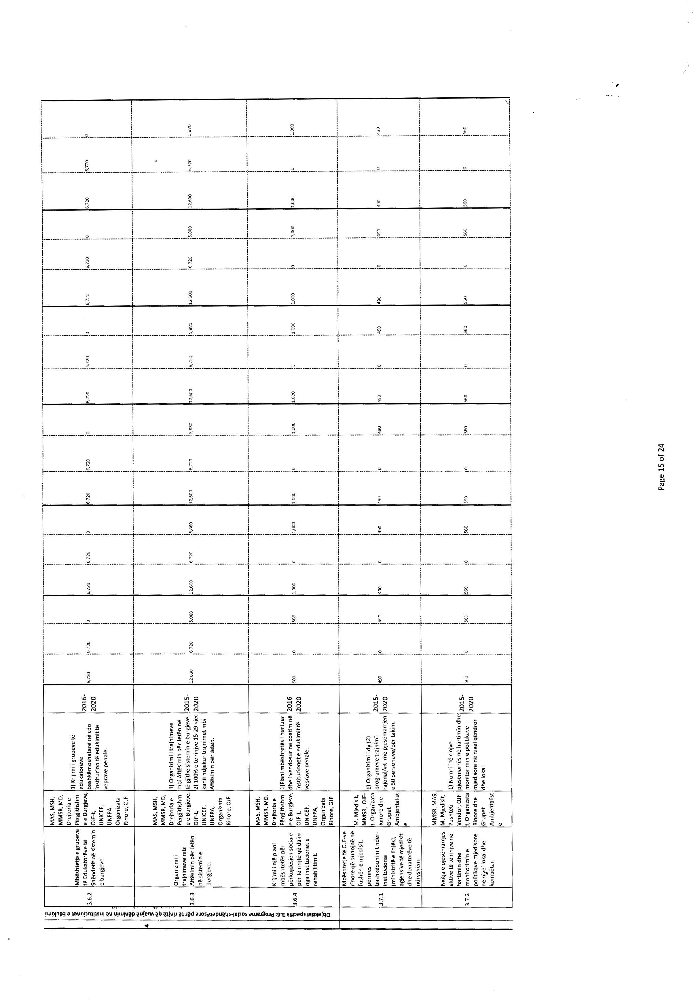 Objektivi specifik 3.6: Programe social-shëndetësore për të rinjtë që vuajnë dënimin në Institucionet e Edukimi
3.6.2
Mbështetja e grupeve
të Edukatorëve të
Shëndetit në sistemin
e burgjeve.
MAS, MSH,
MMSR, MD,
Drejtoria e
Përgjithshm
e e Burgjeve,
OJF-t,
UNiCEF,
UNFPA,
Organizata
Rinore, OJF
1) Krijimi i grupeve të
edukatorëve
bashkëmoshatarë në cdo
institucion të edukimit të
veprave penale.
2016-
2020
6,720 6,720 0 6,720 6,720 0 6,720 6,720 0 6,720 6,720 0 6,720 6,720 0 6,720 6,720 0
3.6.3
Organizimi i
trajnimeve mbi
Aftësimin për Jetën
në sistemin e
burgjeve.
MAS, MSH,
MMSR, MD,
Drejtoria e
Përgjithshm
e e Burgjeve,
OJF-t,
UNiCEF,
UNFPA,
Organizata
Rinore, OJF
1) Organizimi i trajnimeve
mbi Aftësimin për Jetën në
të gjithë sistemin e burgjeve.
2) 100% e të rinjve 15-29 vjec
kanë ndjekur trajnimet mbi
Aftësimin për Jetën.
2015-
2020
12,600 6,720 5,880 12,600 6,720 5,880 12,600 6,720 5,880 12,600 6,720 5,880 12,600 6,720 5,880 12,600 6,720 5,880
3.6.4
Krijimi i një plani
mbështetës për
përkujdesjen sociale
për të rinjtë që dalin
nga institucionet e
rehabilitimit.
MAS, MSH,
MMSR, MD,
Drejtoria e
Përgjithshm
e e Burgjeve,
OJF-t,
UNiCEF,
UNFPA,
Organizata
Rinore, OJF
1)Plani mbështetës i hartuar
dhe i vendosur në zbatim në
institucionet e edukimit të
veprave penale.
2016-
2020
600 0 600 1,000 0 1,000 1,000 0 1,000 1,000 0 1,000 1,000 0 1,000 1,000 0 1,000
3.7.1
Mbështetje të OJF-ve
rinore që punojnë në
fushën e mjedisit,
përmes
bashkëpunimit ndër-
institucional
(ministritë e linjës),
agjensive të mjedisit
dhe donatorëve të
ndryshëm.
M. Mjedisit,
MMSR, OJF-
t, Organizata
Rinore dhe
Grupet
Ambjentalist
e
1) Organizimi i dy (2)
programeve trajnimi
rajonal/vit me pjesëmarrjen
e 50 personave/për takim.
2015-
2020
490 0 490 490 0 490 490 0 490 490 0 490 490 0 490 490 0 490
3.7.2
Nxitja e pjesëmarrjes
aktive të të rinjve në
hartimin dhe
monitorimin e
politikave mjedisore
në nivel lokal dhe
kombëtar.
MMSR, MAS,
M. Mjedisit,
Pushteti
Vendor, OJF-
t, Organizata
Rinore dhe
Grupet
Ambjentalist
e
1) Numri i të rinjve
pjesëmarrës në hartimin dhe
monitorimin e politikave
mjedisore në nivel qëndror
dhe lokal.
2015-
2020
560 0 560 560 0 560 560 0 560 560 0 560 560 0 560 560 0 560
Page 15 of 24